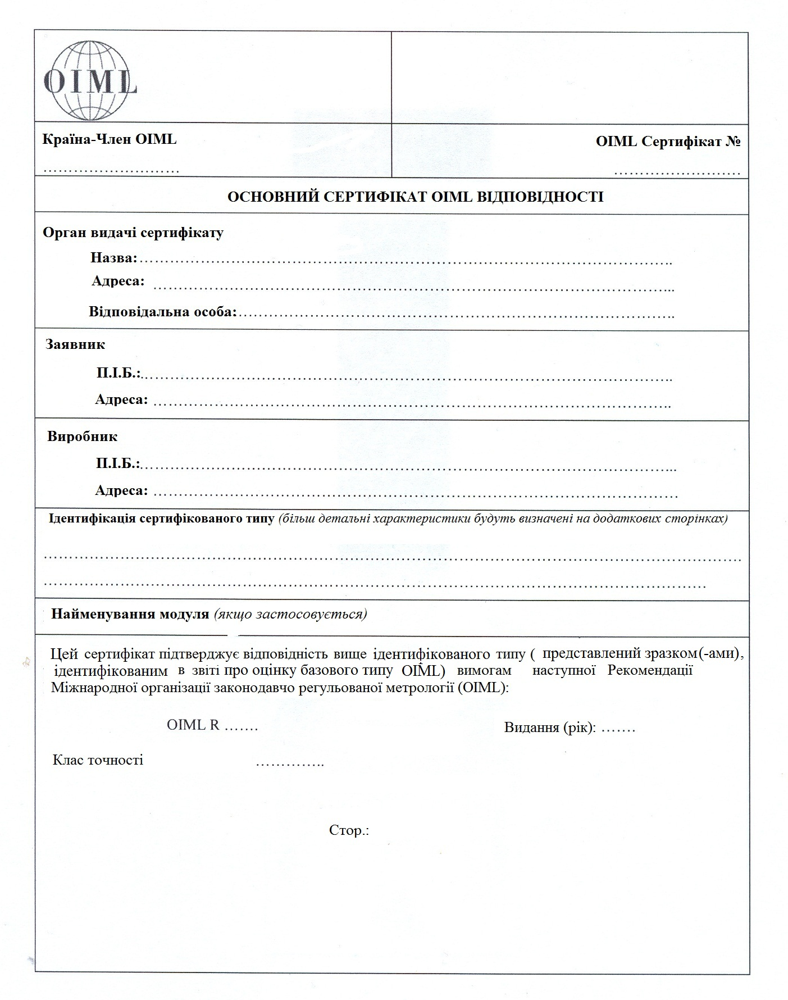 OIML
Країна-Член OIML
...........................
OIML Сертифікат №
.........................
ОСНОВНИЙ СЕРТИФІКАТ OIML ВІДПОВІДНОСТІ
Орган видачі сертифікату
Назва:..........................................................................................................
Адреса: .......................................................................................................
Відповідальна особа:......................................................................................
Заявник
П.І.Б.:.........................................................................................................
Адреса: ......................................................................................................
Виробник
П.І.Б.:..........................................................................................................
Адреса: ........................................................................................................
Ідентифікація сертифікованого типу (більш детальні характеристики будуть визначені на додаткових сторінках)
...........................................................................................................................................
....................................................................................................................................
Найменування модуля (якщо застосовується)
Цей сертифікат підтверджує відповідність вище ідентифікованого типу ( представлений зразком(-ами),
ідентифікованим в звіті про оцінку базового типу OIML) вимогам наступної Рекомендації
Міжнародної організації законодавчо регульованої метрології (OIML):
OIML R .......
Видання (рік): .......
Клас точності ..............
Стор.: